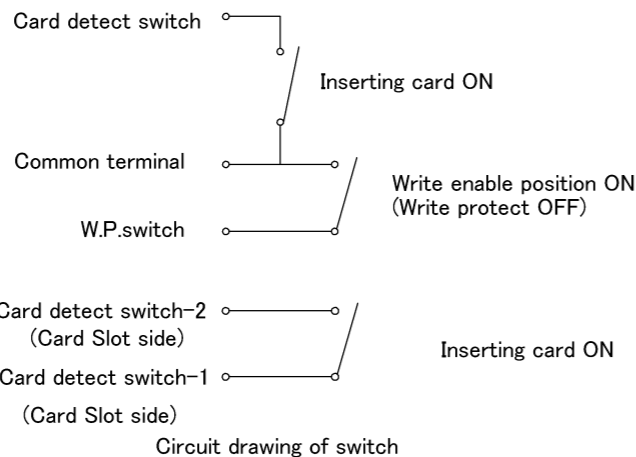 Card detect switch
Inserting card ON
Common terminal
Write enable position ON
(Write protect OFF)
W.P.switch
Card detect switch-2
(Card Slot side)
Inserting card ON
Card detect switch-1
(Card Slot side)
Circuit drawing of switch